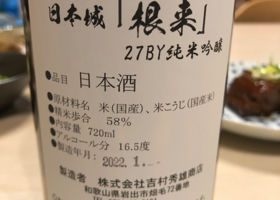 日本城「根来」
27BY純米吟醸
●品目 日本酒
●原材料名 米(国産)、米こうじ(国産米)
●精米歩合 58%
●内容量 720ml
●アルコール分 16.5度
●製造年月: 2022.1.
製造者 株式会社吉村秀雄商店
和歌山県岩出市畑毛72番地